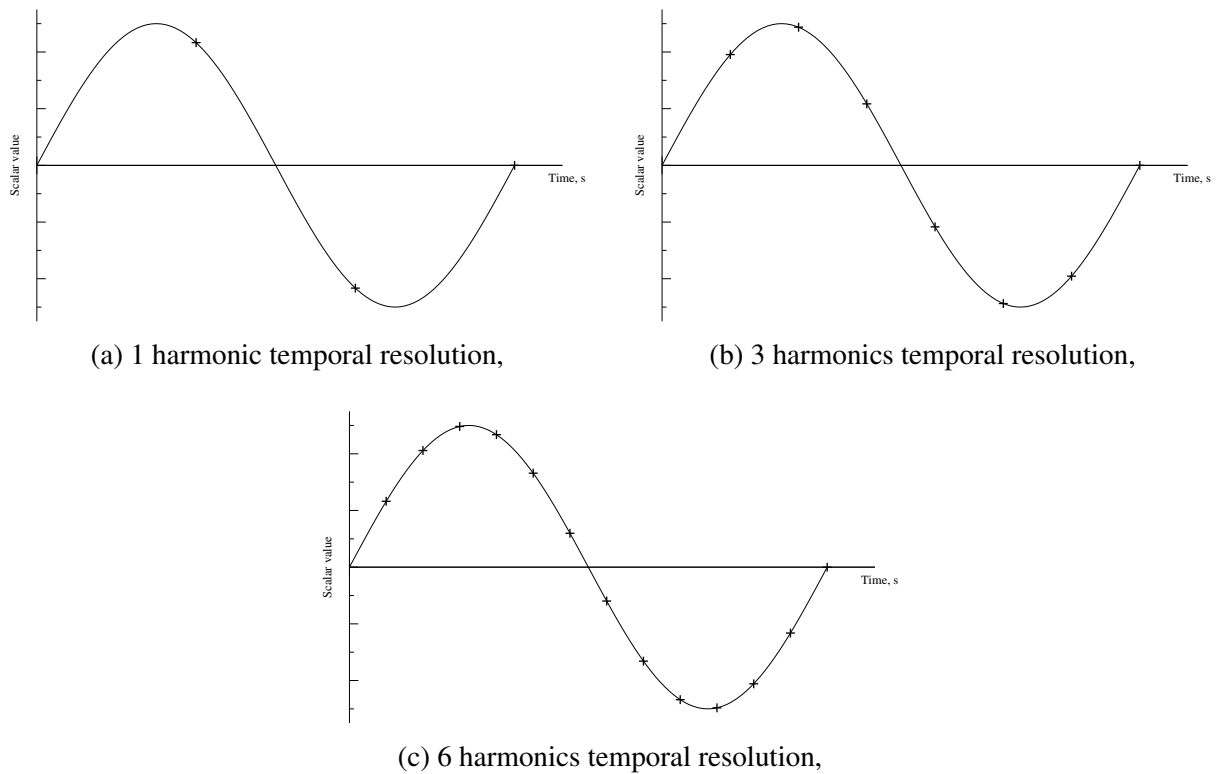 Scalar value
Time, s
(a) 1 harmonic temporal resolution,
Scalar value
Time, s
(b) 3 harmonics temporal resolution,
Scalar value
Time, s
(c) 6 harmonics temporal resolution,